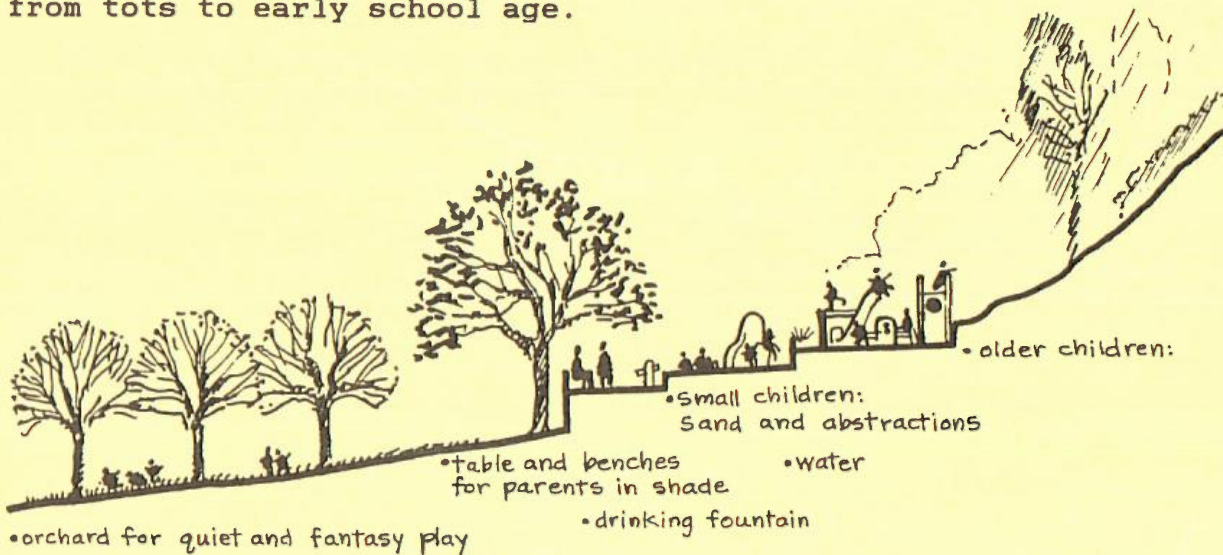 from tots to early school age.
• older children:
• Small children:
Sand and abstractions
• water
• table and benches
for parents in shade
• drinking fountain
• orchard for quiet and fantasy play